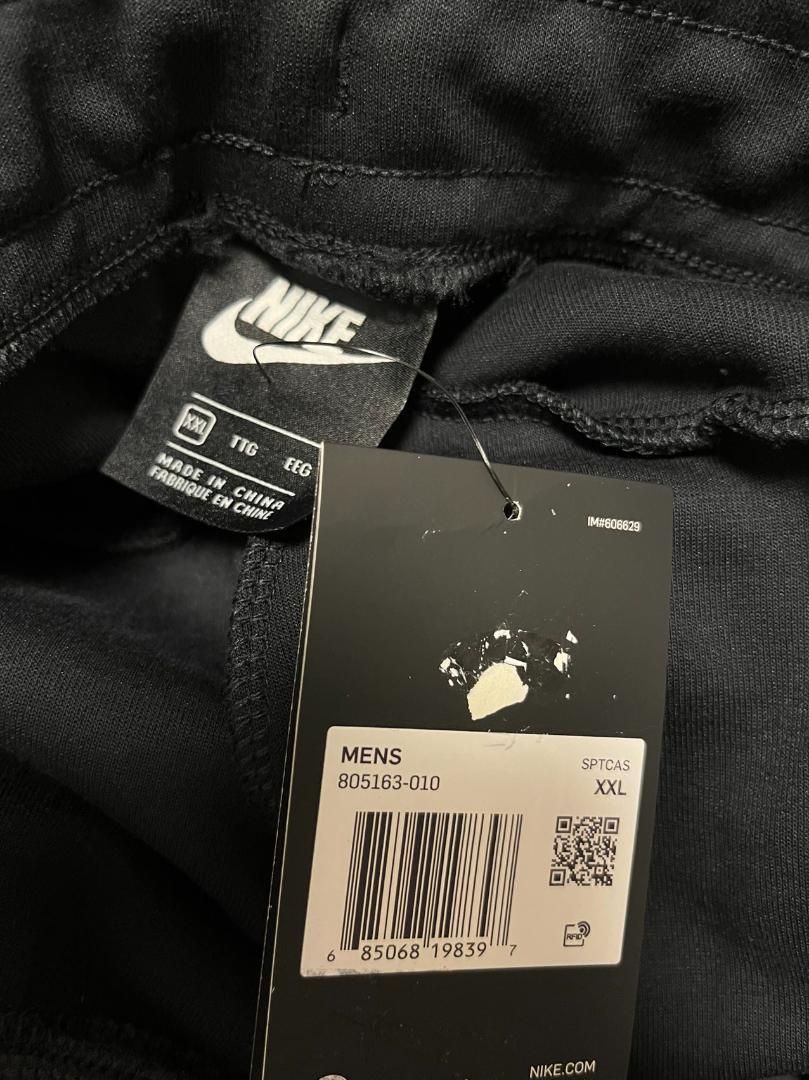 NIKE
XXL TTG EEG
MADE IN CHINA
FABRIQUE EN CHINE
IM#606629
MENS
805163-010
SPTCAS
XXL
RFID
6 85068 19839 7
NIKE.COM